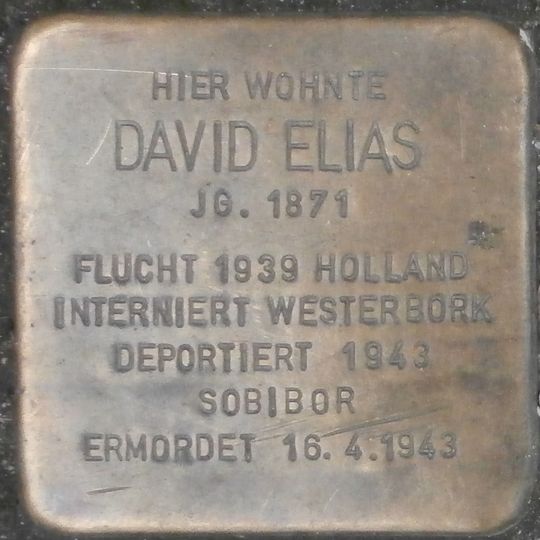 HIER WOHNTE
DAVID ELIAS
JG. 1871
FLUCHT 1939 HOLLAND
INTERNIERT WESTERBORK
DEPORTIERT 1943
SOBIBOR
ERMORDET 16.4.1943